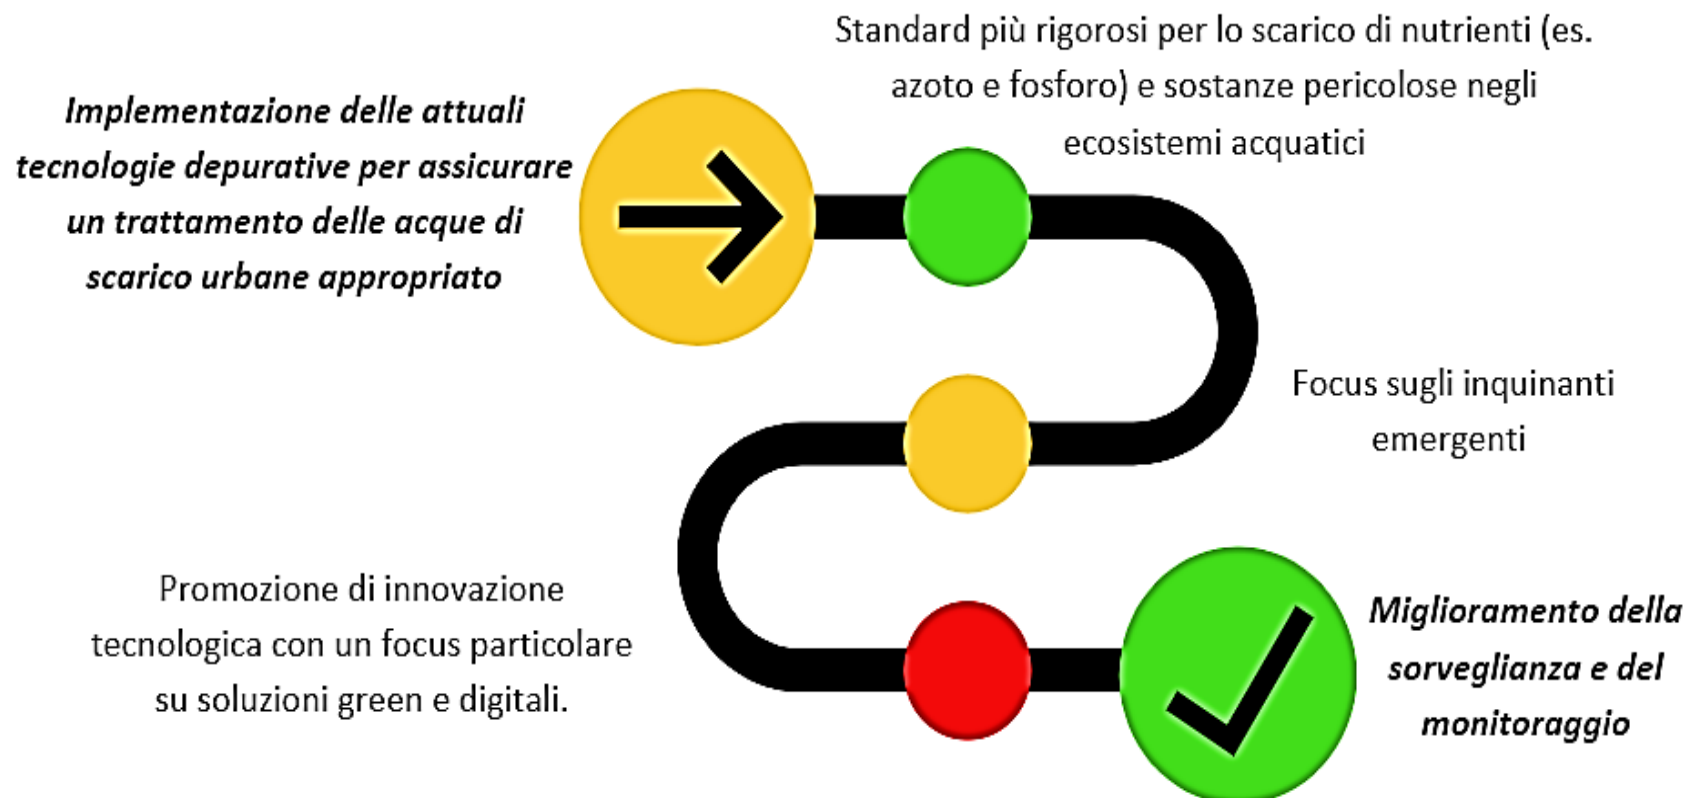 Standard più rigorosi per lo scarico di nutrienti (es.
azoto e fosforo) e sostanze pericolose negli
ecosistemi acquatici
Implementazione delle attuali
tecnologie depurative per assicurare
un trattamento delle acque di
scarico urbane appropriato
Focus sugli inquinanti
emergenti
Promozione di innovazione
tecnologica con un focus particolare
su soluzioni green e digitali.
Miglioramento della
sorveglianza e del
monitoraggio